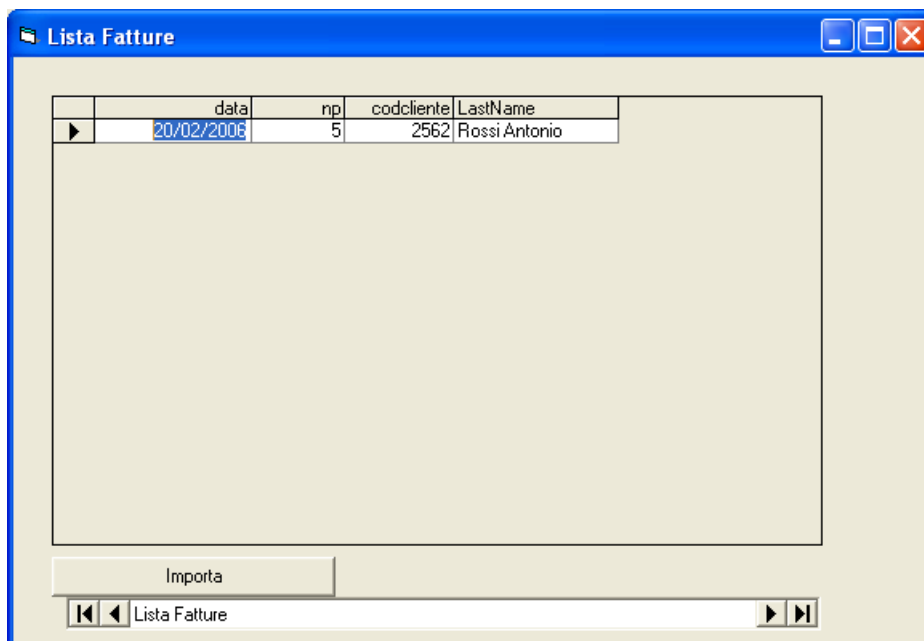 Lista Fatture
data np codcliente LastName
20/02/2006 5 2562 Rossi Antonio
Importa
Lista Fatture